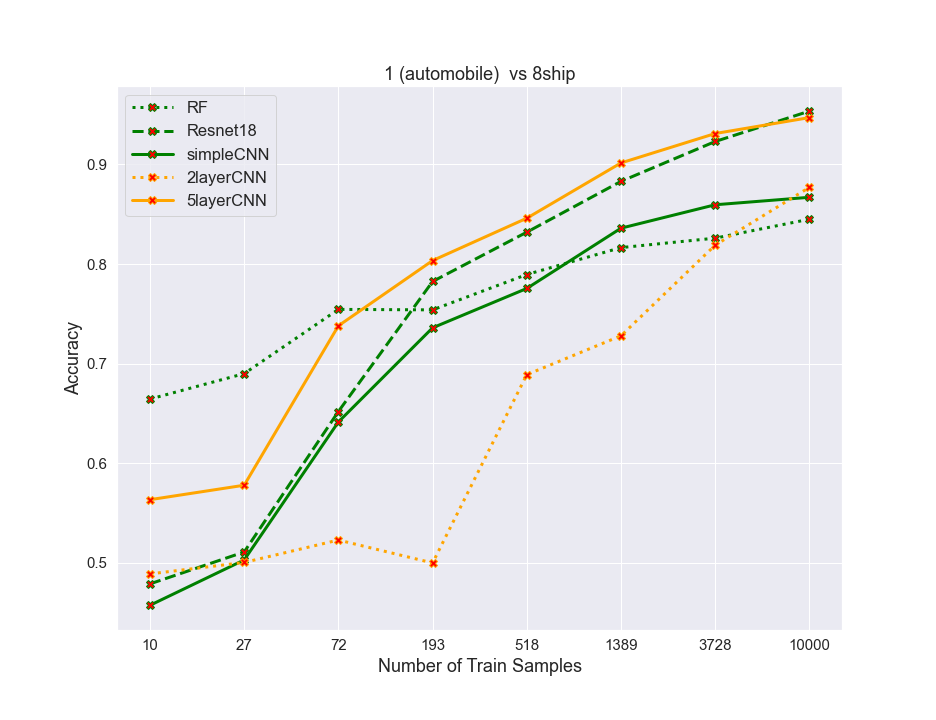 1 (automobile)  vs 8ship
RF
Resnet18
simpleCNN
2layerCNN
5layerCNN
Accuracy
0.9
0.8
0.7
0.6
0.5
10 27 72 193 518 1389 3728 10000
Number of Train Samples